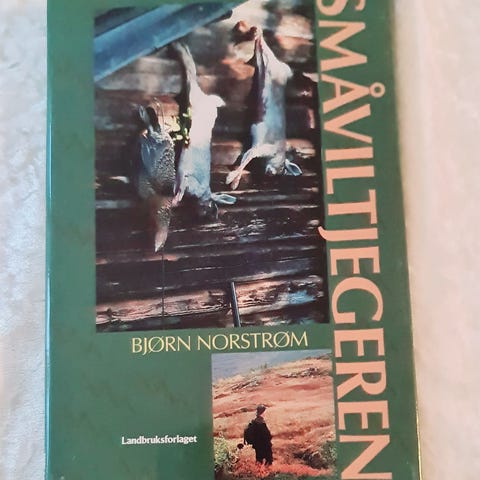 SMÅVILTJEGEREN
BJØRN NORSTRØM
Landbruksforlaget